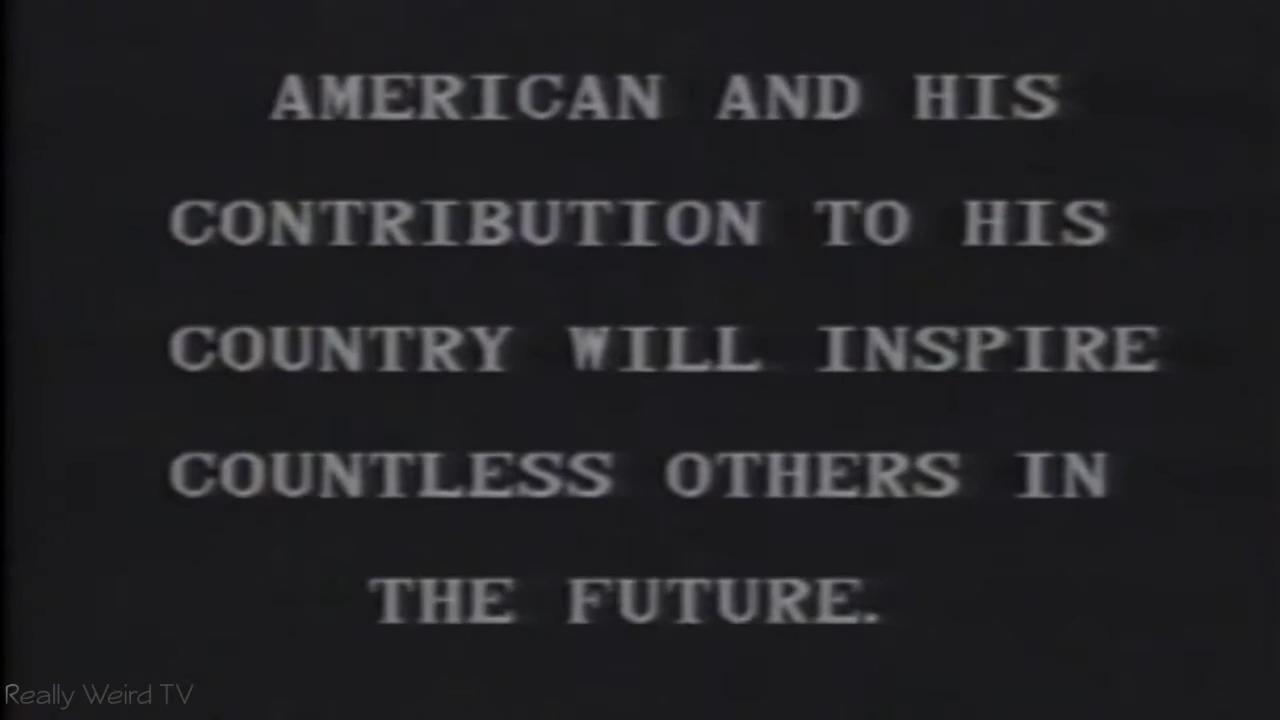 AMERICAN AND HIS
CONTRIBUTION TO HIS
COUNTRY WILL INSPIRE
COUNTLESS OTHERS IN
THE FUTURE.
Really Weird TV